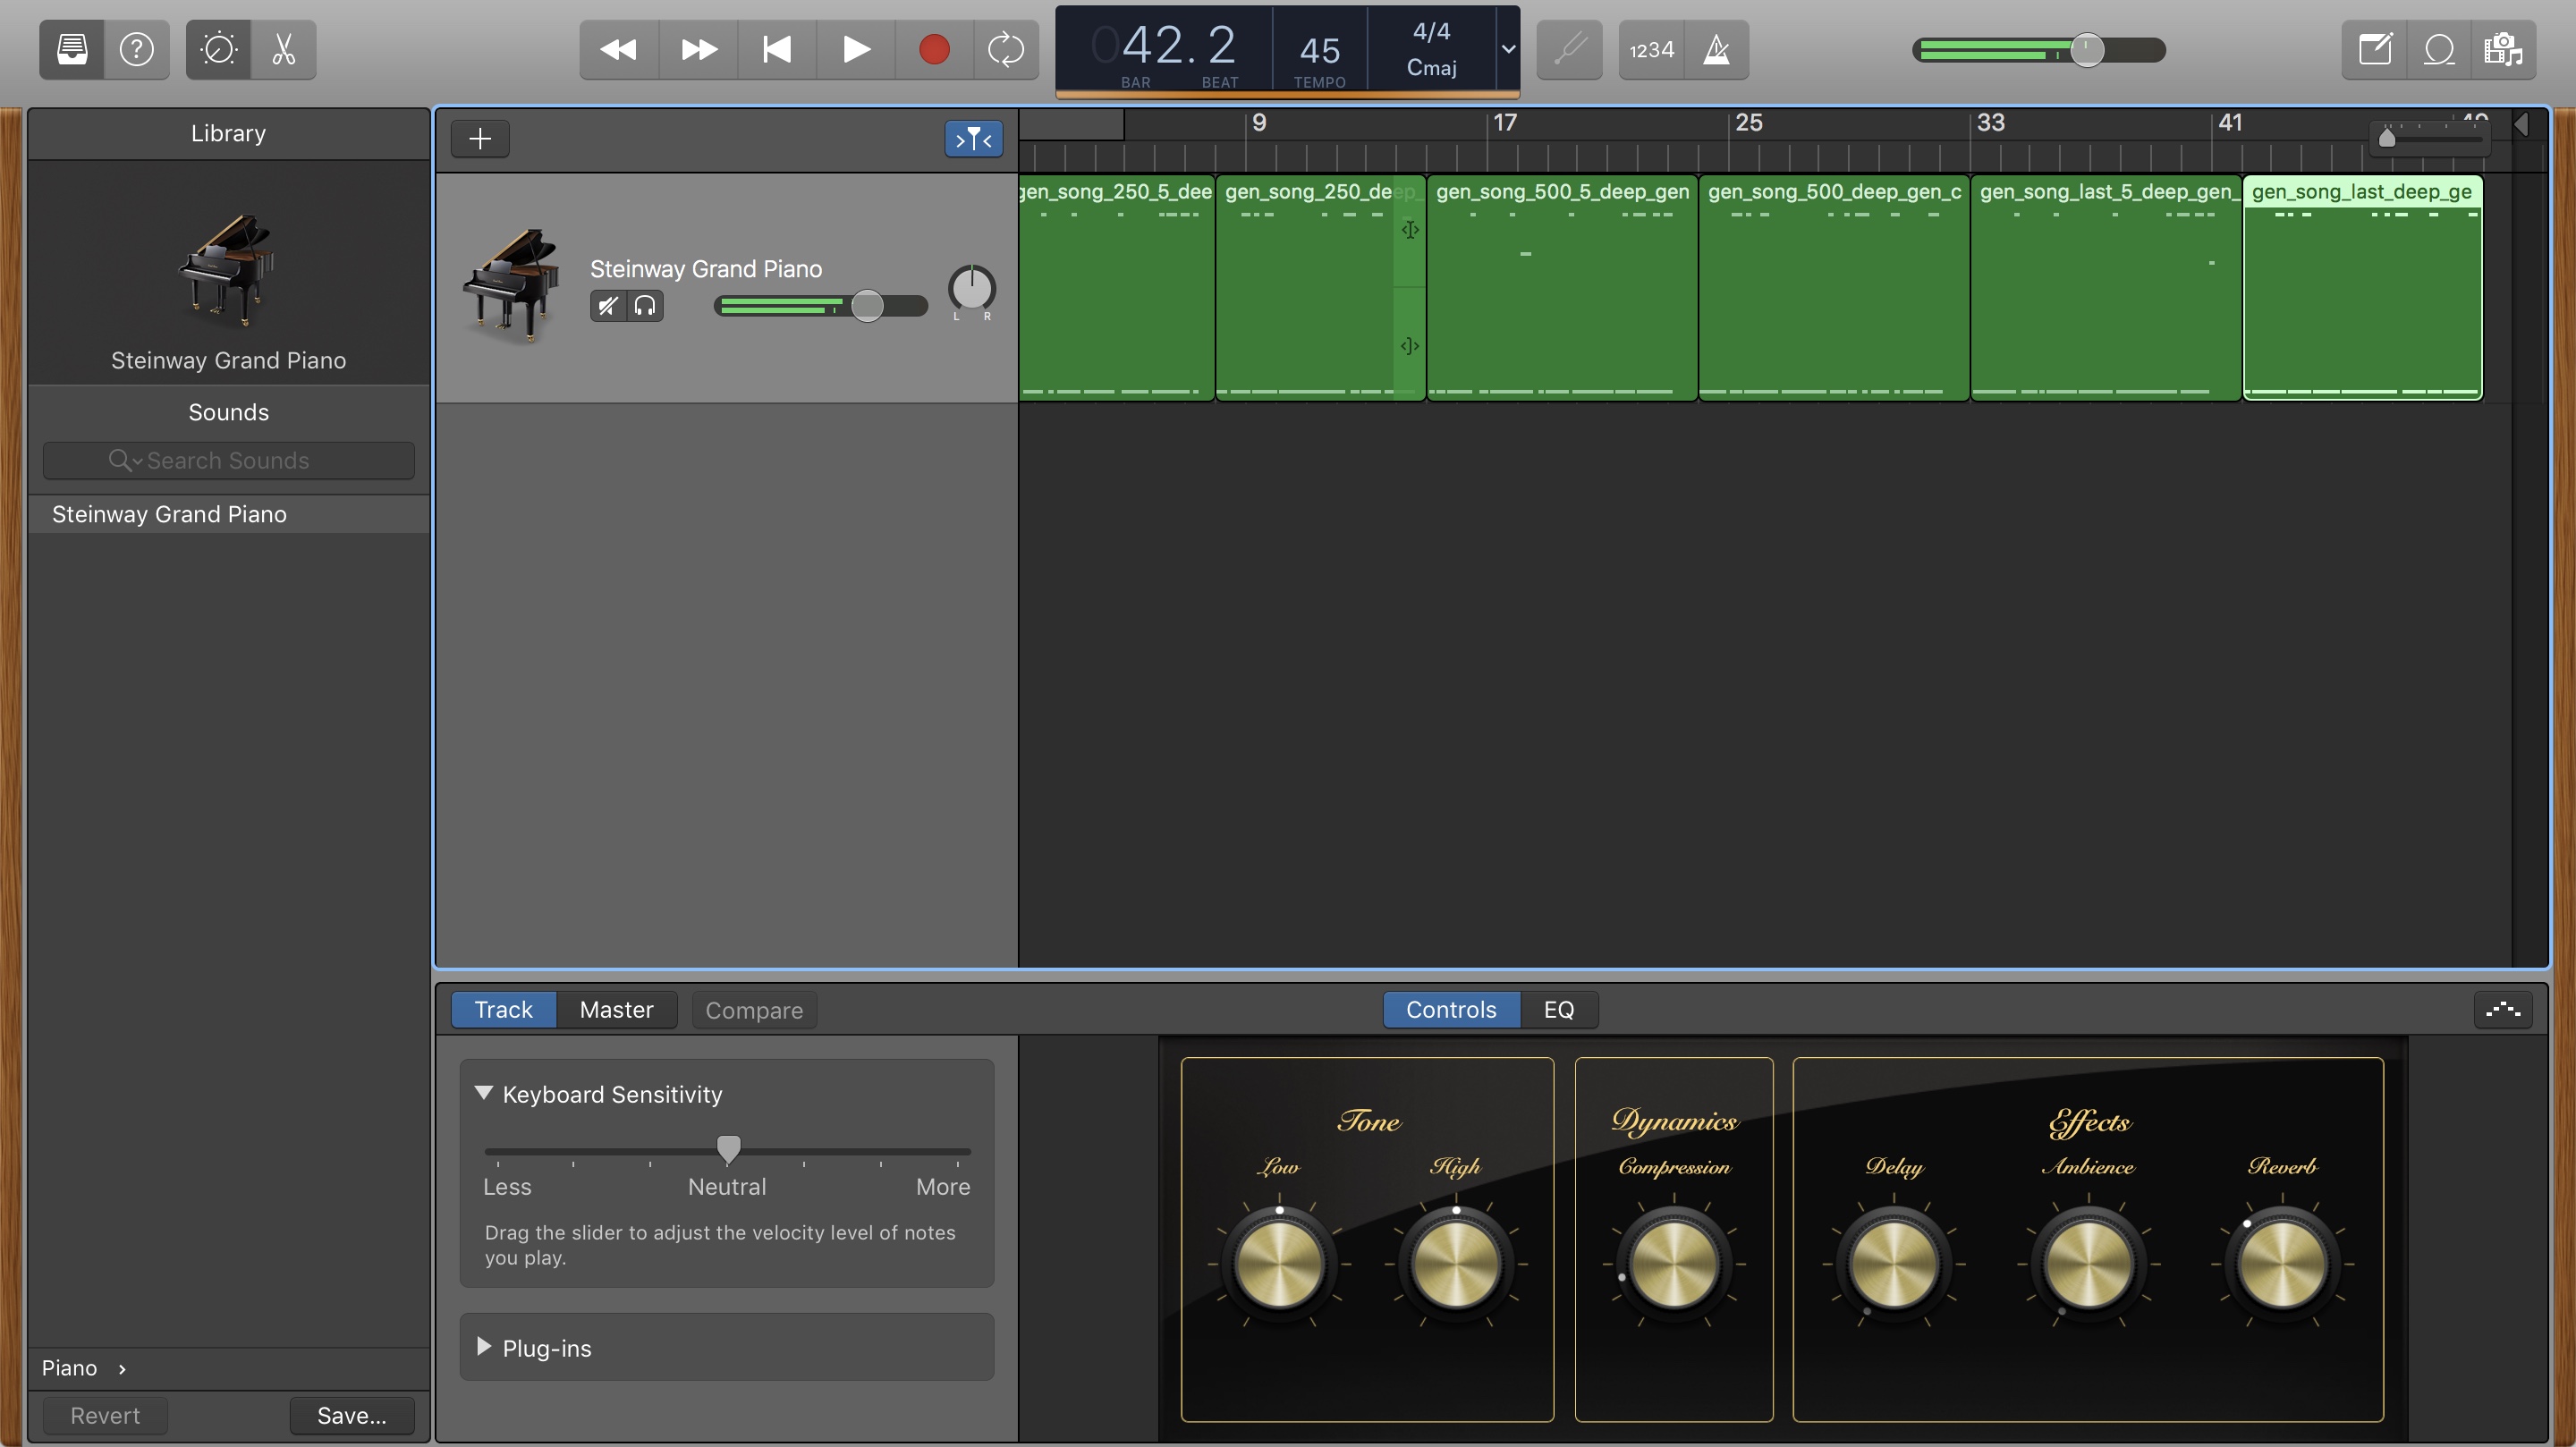 042. 2
BAR
BEAT
45
TEMPO
4/4
Cmaj
1234
Library
Steinway Grand Piano
Sounds
Search Sounds
Steinway Grand Piano
Piano
Revert
Save...
9
17
25
33
41
Steinway Grand Piano
L
R
gen_song_250_5_dee
gen_song_250_deep_
gen_song_500_5_deep_gen
gen_song_500_deep_gen_c
gen_song_last_5_deep_gen_
gen_song_last_deep_ge
Track
Master
Compare
Controls
EQ
Keyboard Sensitivity
Less
Neutral
More
Drag the slider to adjust the velocity level of notes
you play.
Plug-ins
Tone
Low
High
Dynamics
Compression
Effects
Delay
Ambience
Reverb